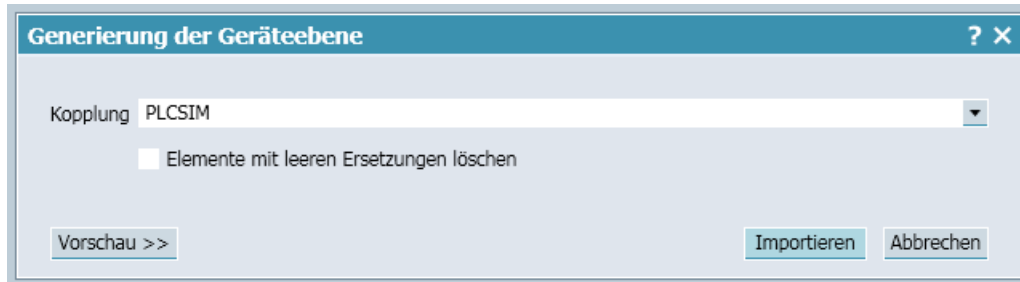 Generierung der Geräteebene ? ×
Kopplung PLCSIM
Elemente mit leeren Ersetzungen löschen
Vorschau >> Importieren Abbrechen